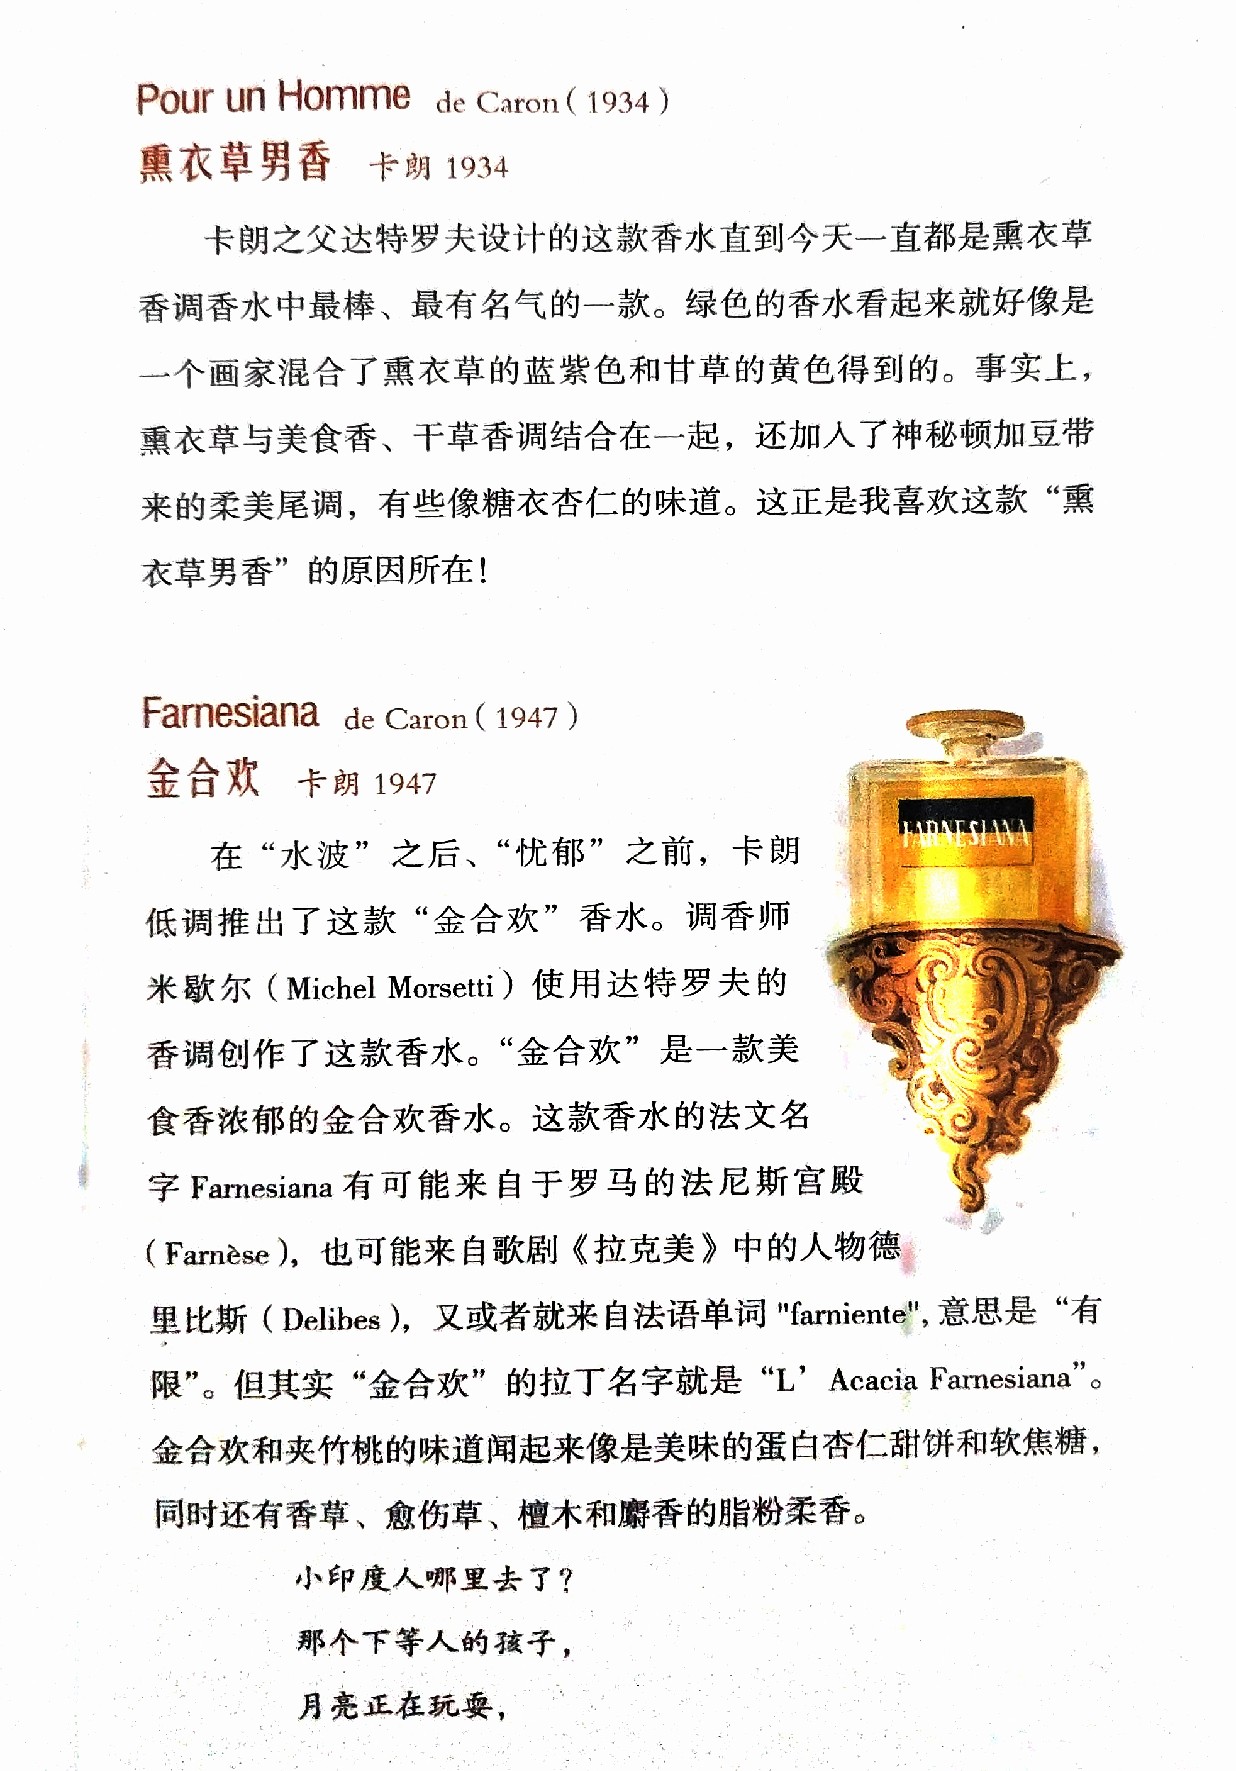 Pour un Homme de Caron（1934）
熏衣草男香 卡朗 1934
卡朗之父达特罗夫设计的这款香水直到今天一直都是熏衣草
香调香水中最棒、最有名气的一款。绿色的香水看起来就好像是
一个画家混合了熏衣草的蓝紫色和甘草的黄色得到的。事实上，
熏衣草与美食香、干草香调结合在一起，还加入了神秘顿加豆带
来的柔美尾调，有些像糖衣杏仁的味道。这正是我喜欢这款“熏
衣草男香”的原因所在！
Farnesiana de Caron（1947）
金合欢 卡朗 1947
FARNESIANA
在“水波”之后、“忧郁”之前，卡朗
低调推出了这款“金合欢”香水。调香师
米歇尔（Michel Morsetti）使用达特罗夫的
香调创作了这款香水。“金合欢”是一款美
食香浓郁的金合欢香水。这款香水的法文名
字 Farnesiana 有可能来自于罗马的法尼斯宫殿
（Farnèse），也可能来自歌剧《拉克美》中的人物德
里比斯（Delibes），又或者就来自法语单词 "farniente", 意思是“有
限”。但其实“金合欢”的拉丁名字就是“L’Acacia Farnesiana”。
金合欢和夹竹桃的味道闻起来像是美味的蛋白杏仁甜饼和软焦糖，
同时还有香草、愈伤草、檀木和麝香的脂粉柔香。
小印度人哪里去了？
那个下等人的孩子，
月亮正在玩耍，